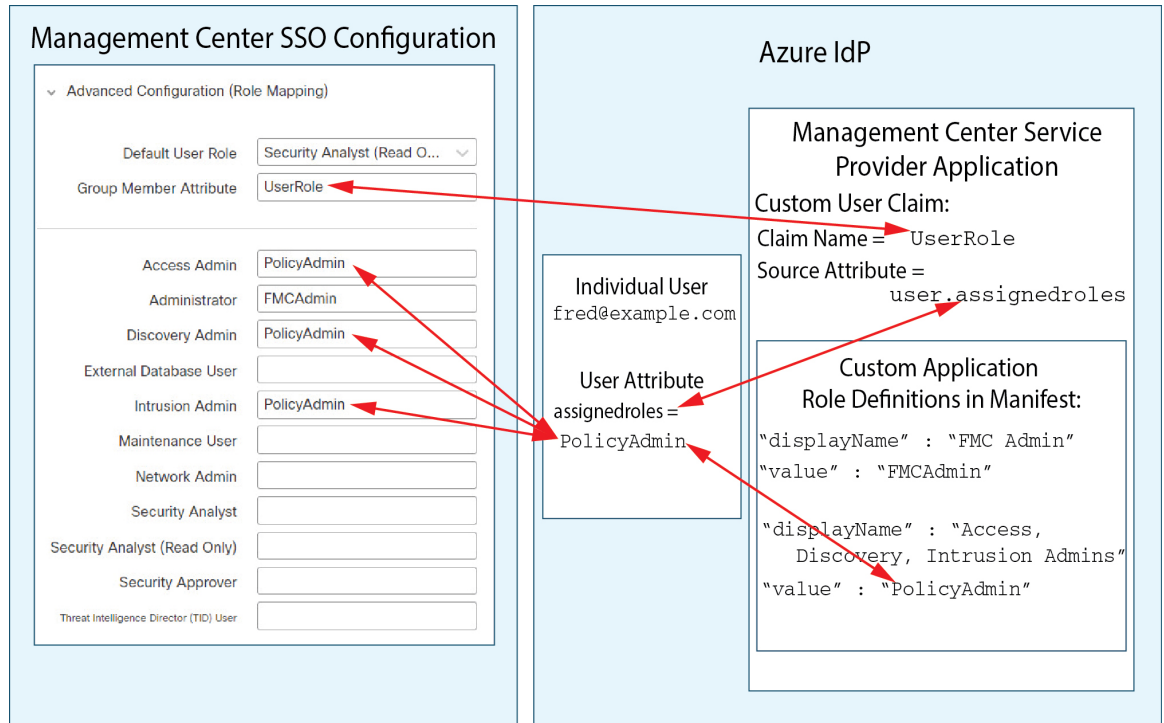 Management Center SSO Configuration
Advanced Configuration (Role Mapping)
Default User Role Security Analyst (Read O...
Group Member Attribute UserRole
Access Admin PolicyAdmin
Administrator FMCAdmin
Discovery Admin PolicyAdmin
External Database User
Intrusion Admin PolicyAdmin
Maintenance User
Network Admin
Security Analyst
Security Analyst (Read Only)
Security Approver
Threat Intelligence Director (TID) User
Azure IdP
Individual User
fred@example.com
User Attribute
assignedroles =
PolicyAdmin
Management Center Service
Provider Application
Custom User Claim:
Claim Name = UserRole
Source Attribute =
user.assignedroles
Custom Application
Role Definitions in Manifest:
“displayName” : “FMC Admin”
“value” : “FMCAdmin”
“displayName” : “Access,
Discovery, Intrusion Admins”
“value” : “PolicyAdmin”